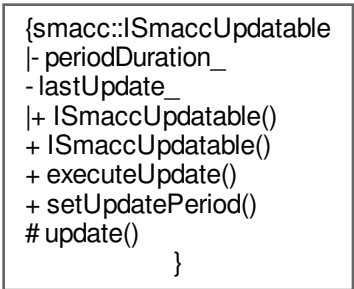 {smacc::ISmaccUpdatable
|- periodDuration_
- lastUpdate_
|+ ISmaccUpdatable()
+ ISmaccUpdatable()
+ executeUpdate()
+ setUpdatePeriod()
# update()
}